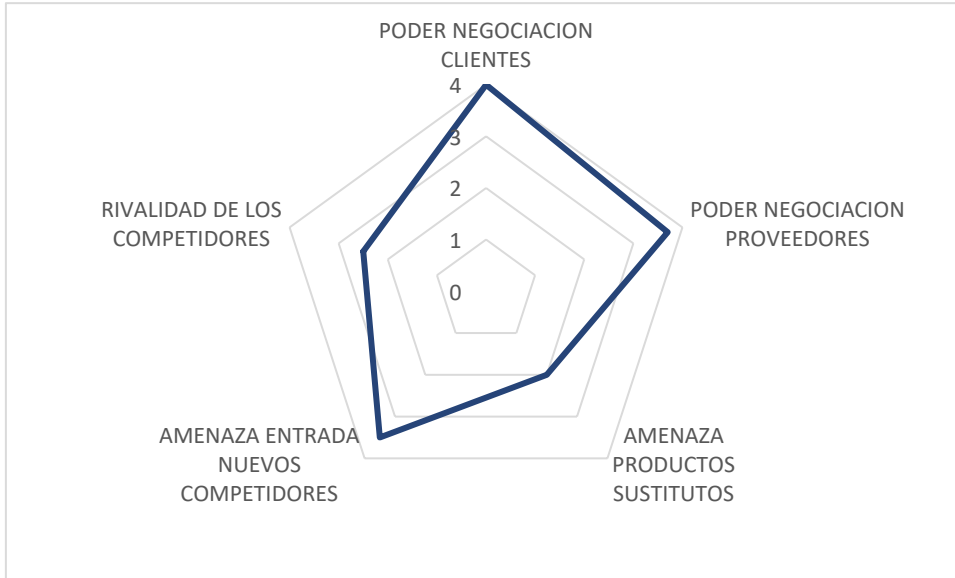 PODER NEGOCIACION
CLIENTES
4
3
2
1
0
PODER NEGOCIACION
PROVEEDORES
AMENAZA
PRODUCTOS
SUSTITUTOS
AMENAZA ENTRADA
NUEVOS
COMPETIDORES
RIVALIDAD DE LOS
COMPETIDORES